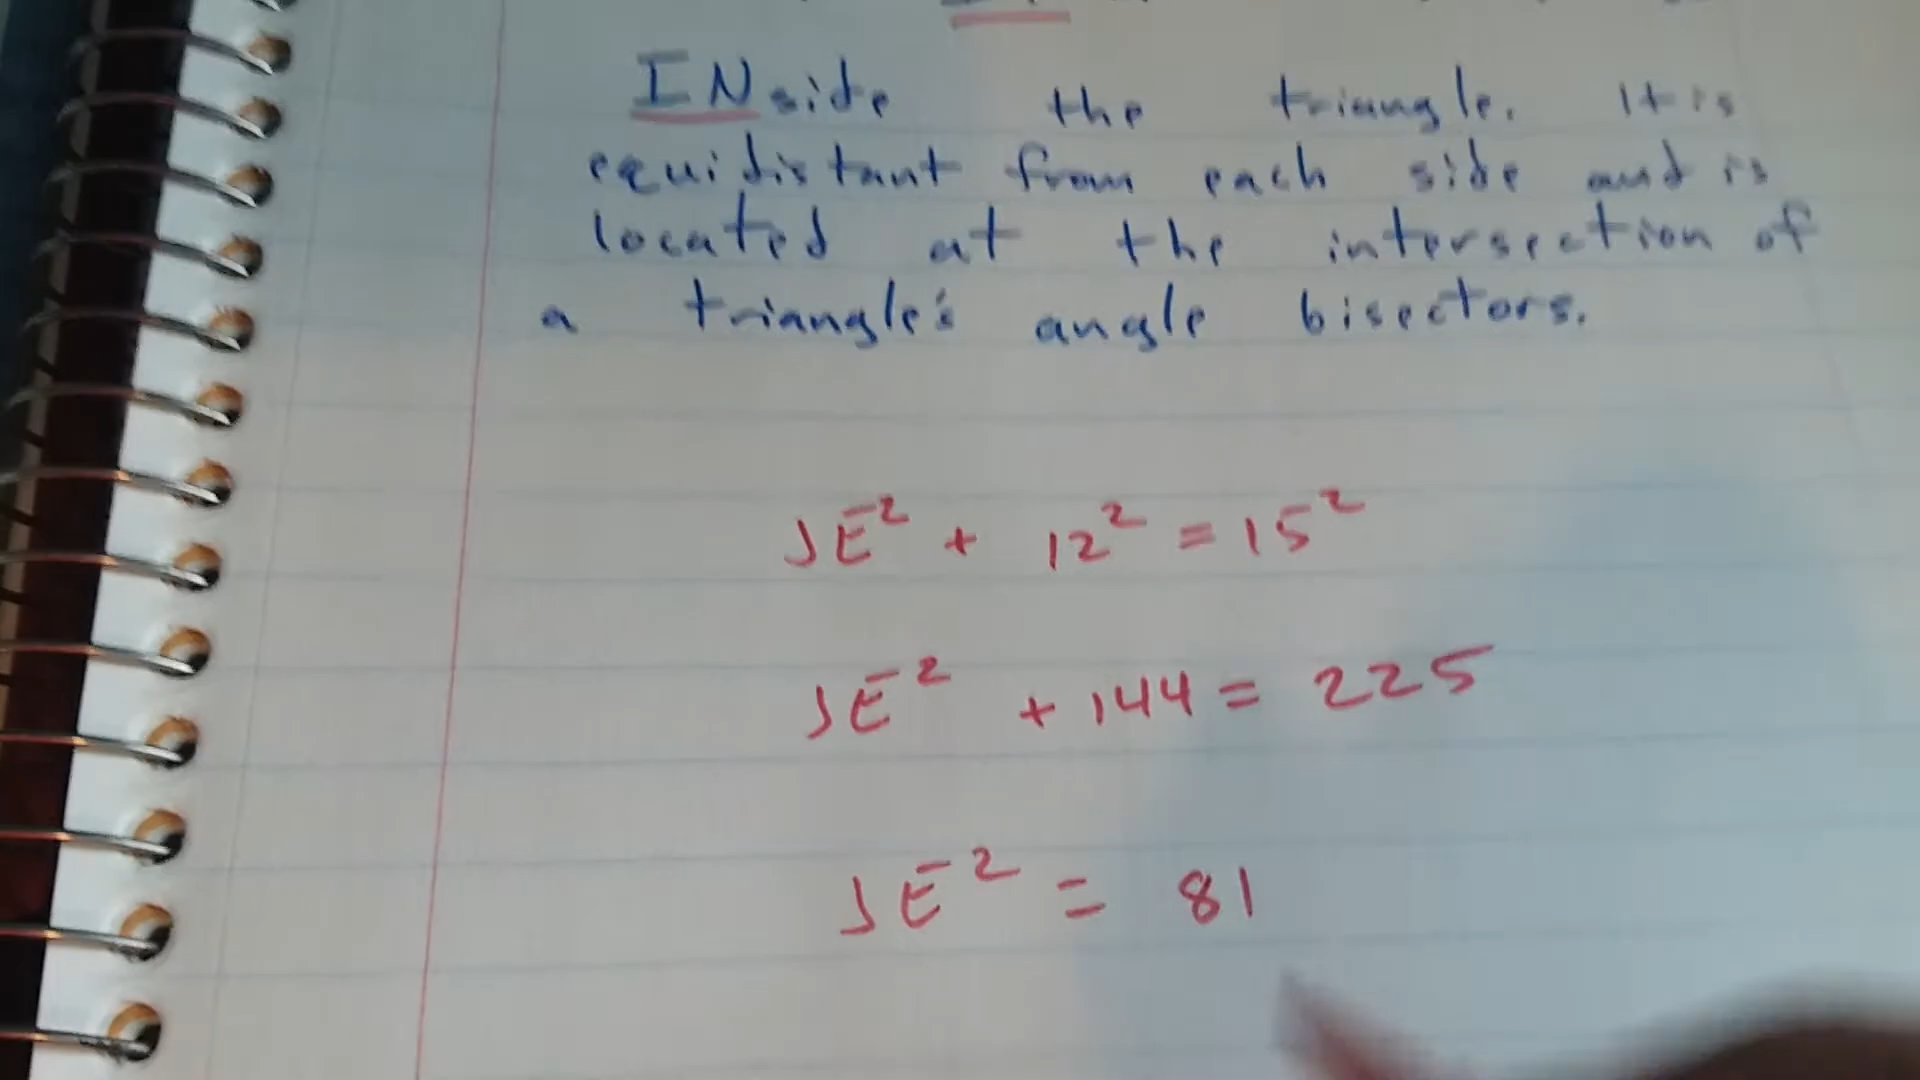 INside the triangle. It is
equidistant from each side and is
located at the intersection of
a triangle's angle bisectors.
JE² + 12² = 15²
JE² + 144 = 225
JE² = 81